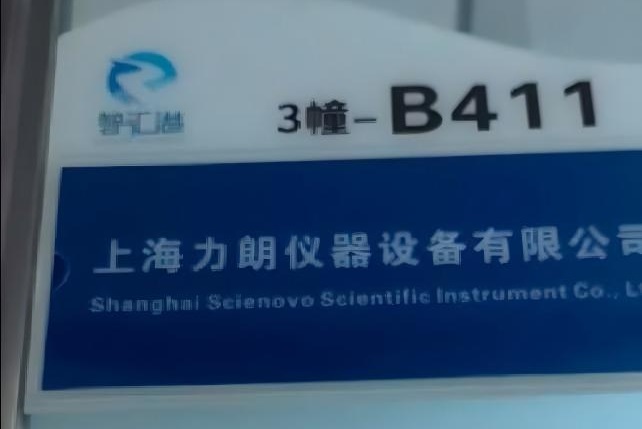 智汇港
3幢-B411
上海力朗仪器设备有限公司
Shanghai Scienovo Scientific Instrument Co., L